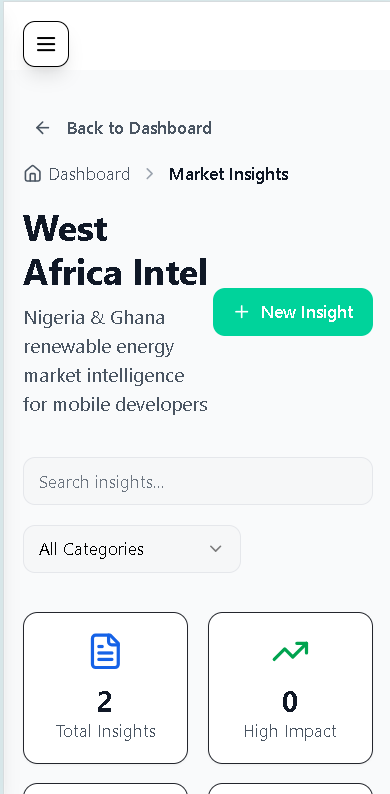 Back to Dashboard
Dashboard > Market Insights
West
Africa Intel
Nigeria & Ghana
renewable energy
market intelligence
for mobile developers
+ New Insight
Search insights...
All Categories
2
Total Insights
0
High Impact